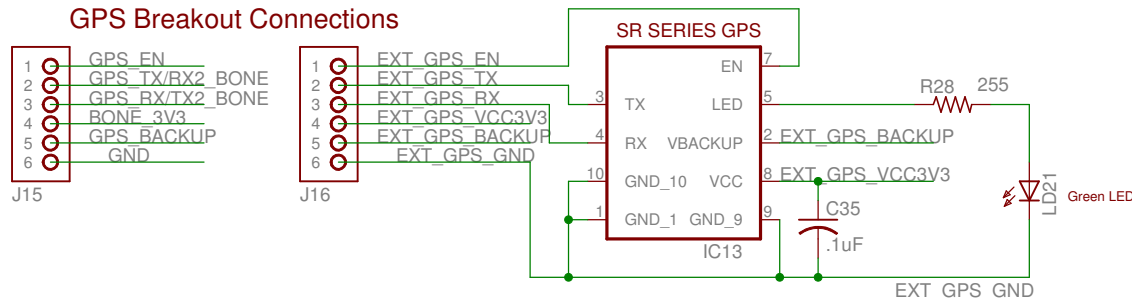 GPS Breakout Connections
1 GPS_EN
2 GPS_TX/RX2_BONE
3 GPS_RX/TX2_BONE
4 BONE_3V3
5 GPS_BACKUP
6 GND
J15
1 EXT_GPS_EN
2 EXT_GPS_TX
3 EXT_GPS_RX
4 EXT_GPS_VCC3V3
5 EXT_GPS_BACKUP
6 EXT_GPS_GND
J16
SR SERIES GPS
EN 7
3 TX LED 5
4 RX VBACKUP 2 EXT_GPS_BACKUP
10 GND_10 VCC 8 EXT_GPS_VCC3V3
1 GND_1 GND_9 9
IC13
R28 255
C35
.1uF
LD21
Green LED
EXT_GPS_GND